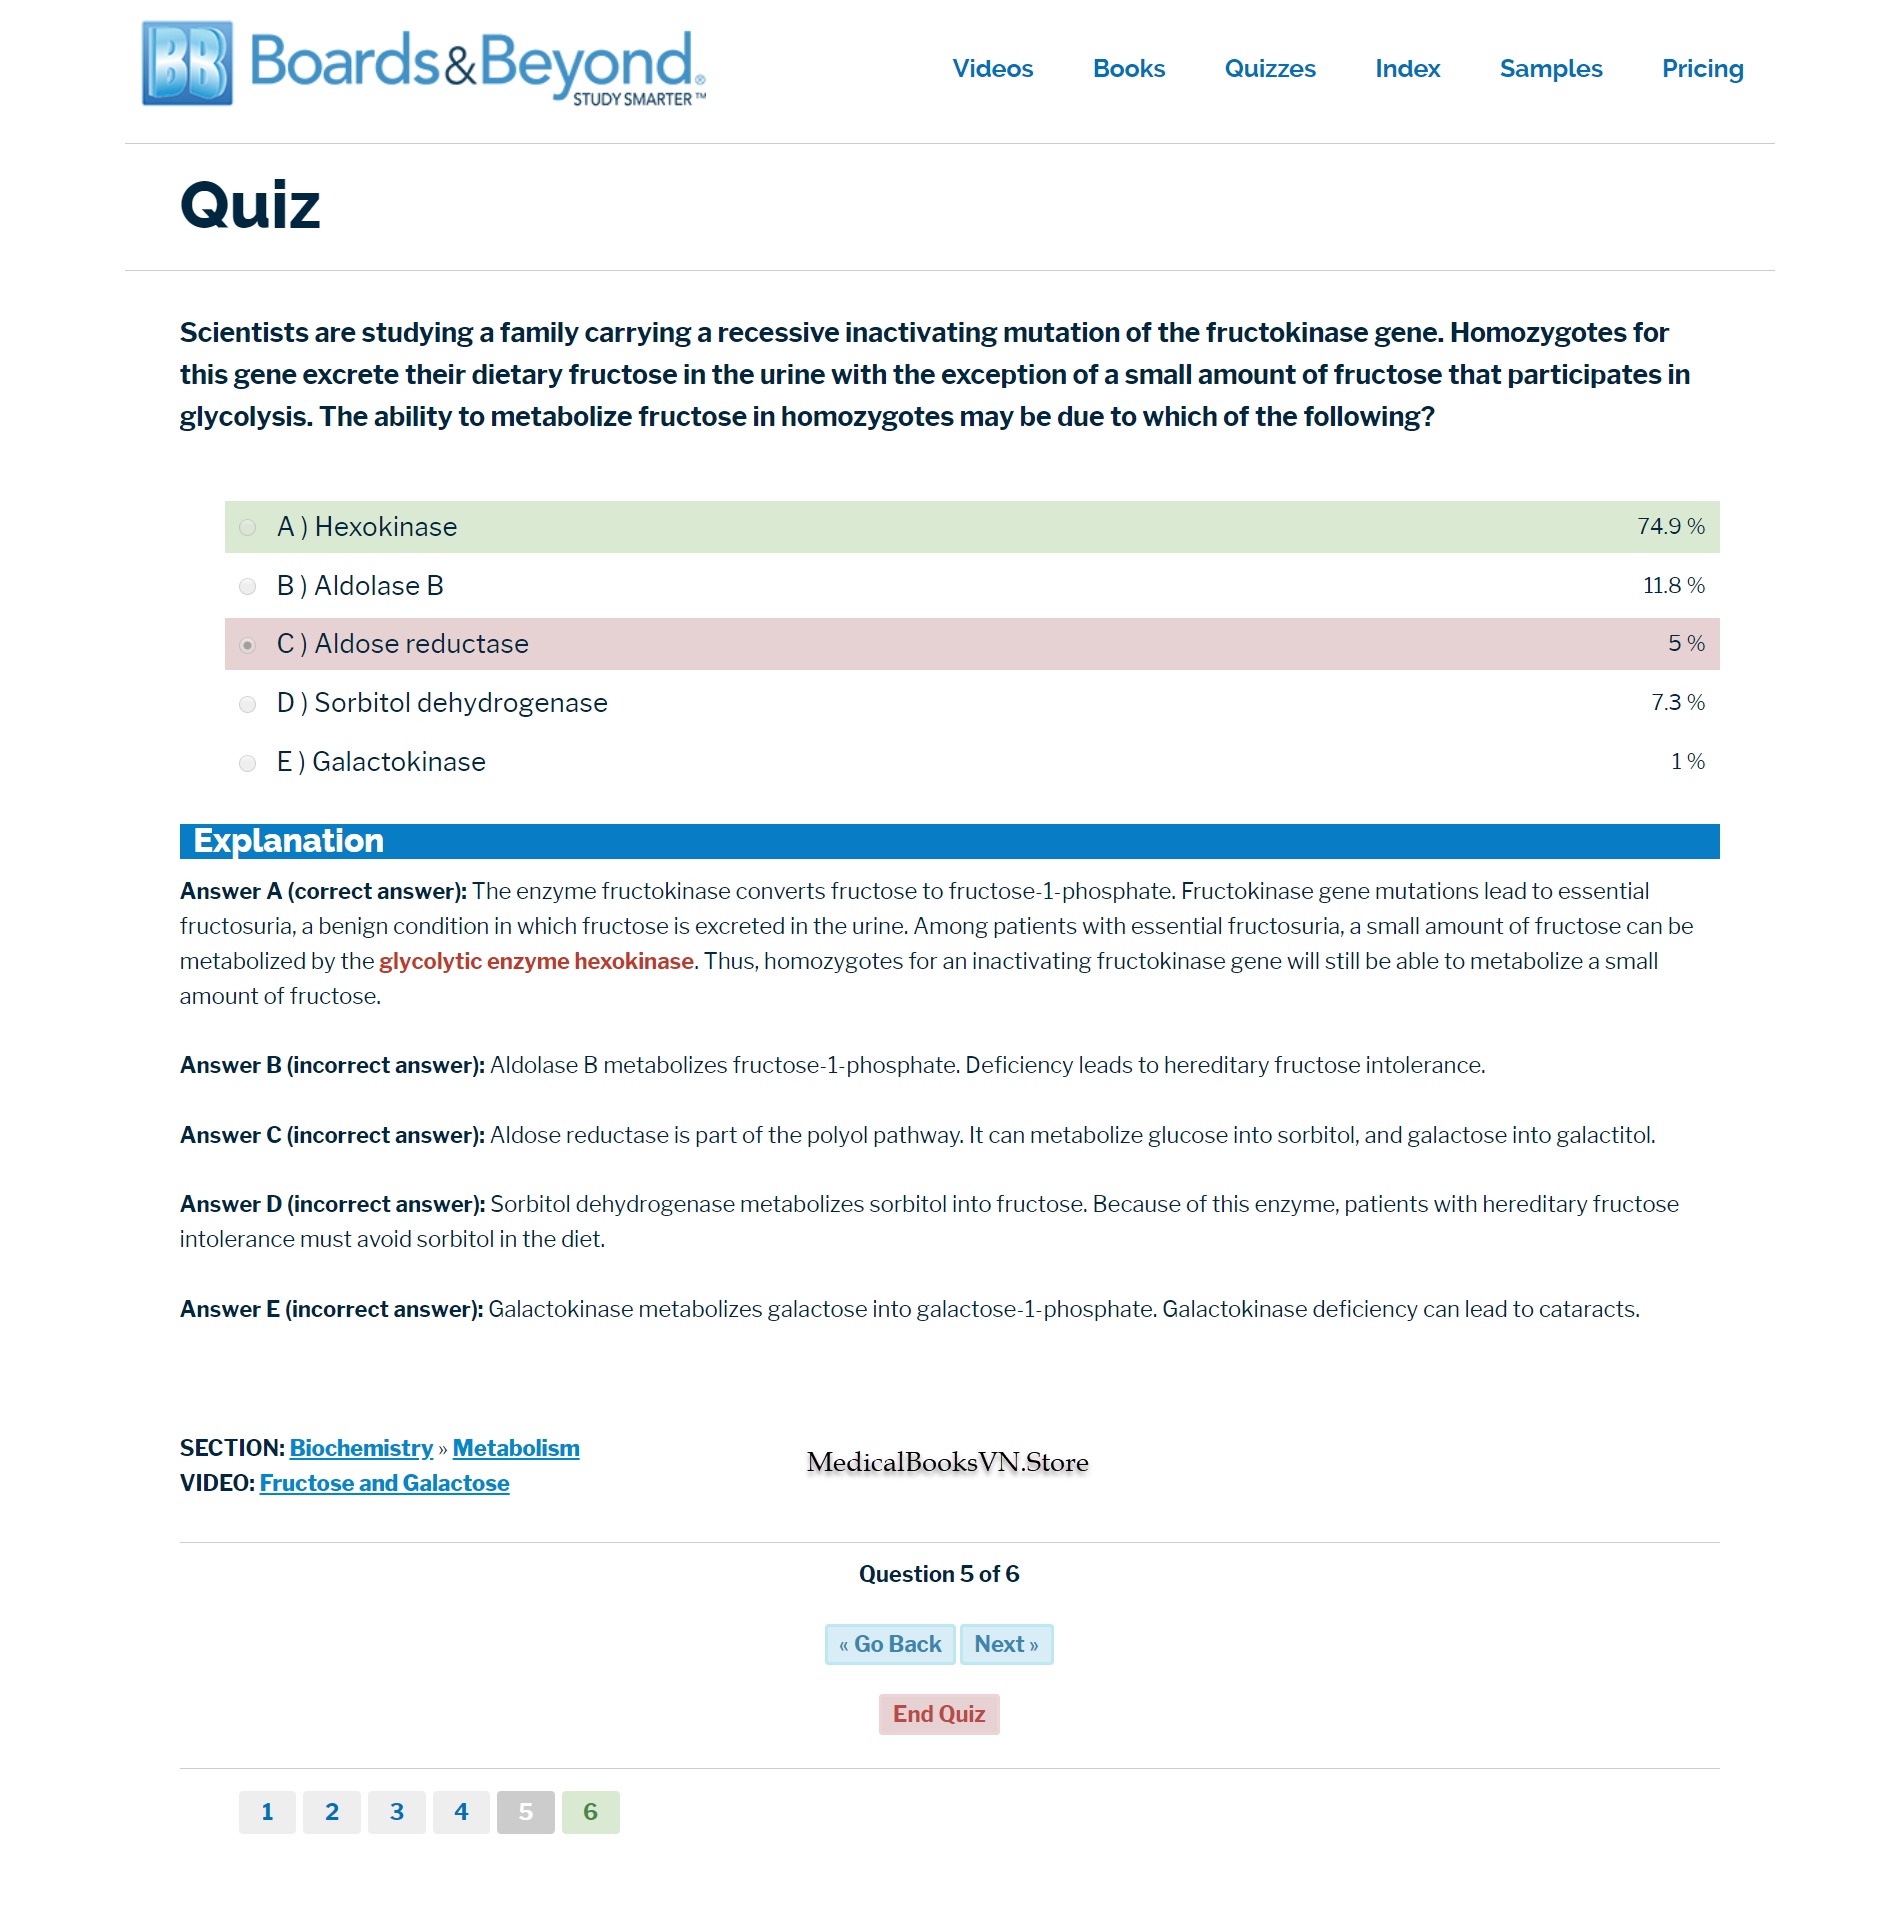 BB Boards&Beyond®
STUDY SMARTER™
Videos Books Quizzes Index Samples Pricing
Quiz
Scientists are studying a family carrying a recessive inactivating mutation of the fructokinase gene. Homozygotes for
this gene excrete their dietary fructose in the urine with the exception of a small amount of fructose that participates in
glycolysis. The ability to metabolize fructose in homozygotes may be due to which of the following?
A ) Hexokinase 74.9 %
B ) Aldolase B 11.8 %
C ) Aldose reductase 5 %
D ) Sorbitol dehydrogenase 7.3 %
E ) Galactokinase 1 %
Explanation
Answer A (correct answer): The enzyme fructokinase converts fructose to fructose-1-phosphate. Fructokinase gene mutations lead to essential
fructosuria, a benign condition in which fructose is excreted in the urine. Among patients with essential fructosuria, a small amount of fructose can be
metabolized by the glycolytic enzyme hexokinase. Thus, homozygotes for an inactivating fructokinase gene will still be able to metabolize a small
amount of fructose.
Answer B (incorrect answer): Aldolase B metabolizes fructose-1-phosphate. Deficiency leads to hereditary fructose intolerance.
Answer C (incorrect answer): Aldose reductase is part of the polyol pathway. It can metabolize glucose into sorbitol, and galactose into galactitol.
Answer D (incorrect answer): Sorbitol dehydrogenase metabolizes sorbitol into fructose. Because of this enzyme, patients with hereditary fructose
intolerance must avoid sorbitol in the diet.
Answer E (incorrect answer): Galactokinase metabolizes galactose into galactose-1-phosphate. Galactokinase deficiency can lead to cataracts.
SECTION: Biochemistry » Metabolism
MedicalBooksVN.Store
VIDEO: Fructose and Galactose
Question 5 of 6
« Go Back Next »
End Quiz
1 2 3 4 5 6